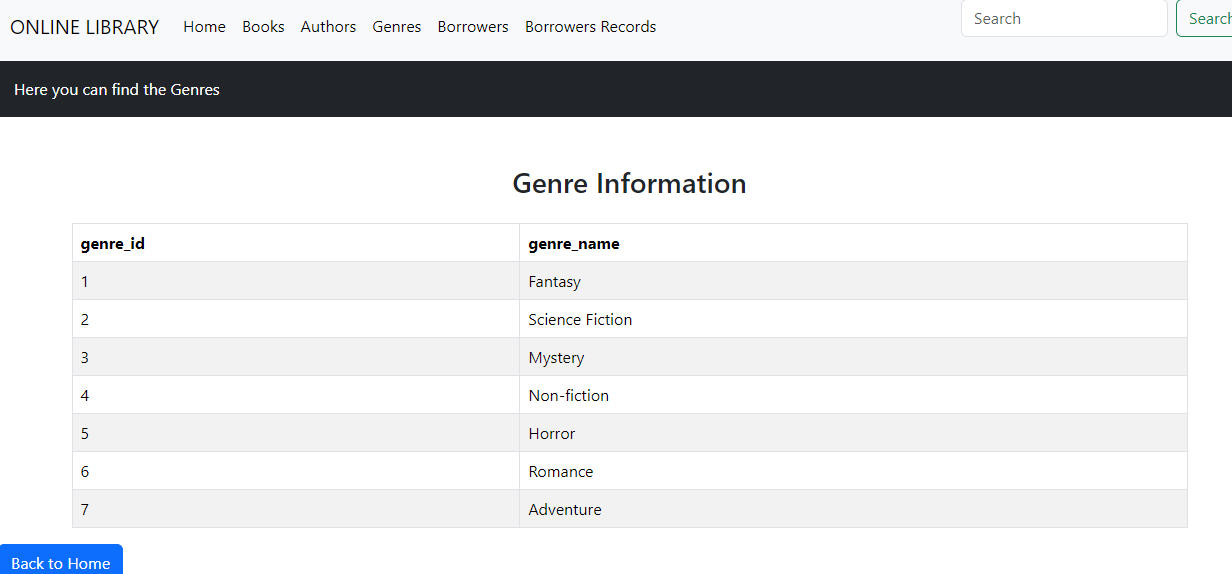 ONLINE LIBRARY Home Books Authors Genres Borrowers Borrowers Records Search Search
Here you can find the Genres
Genre Information
genre_id genre_name
1 Fantasy
2 Science Fiction
3 Mystery
4 Non-fiction
5 Horror
6 Romance
7 Adventure
Back to Home